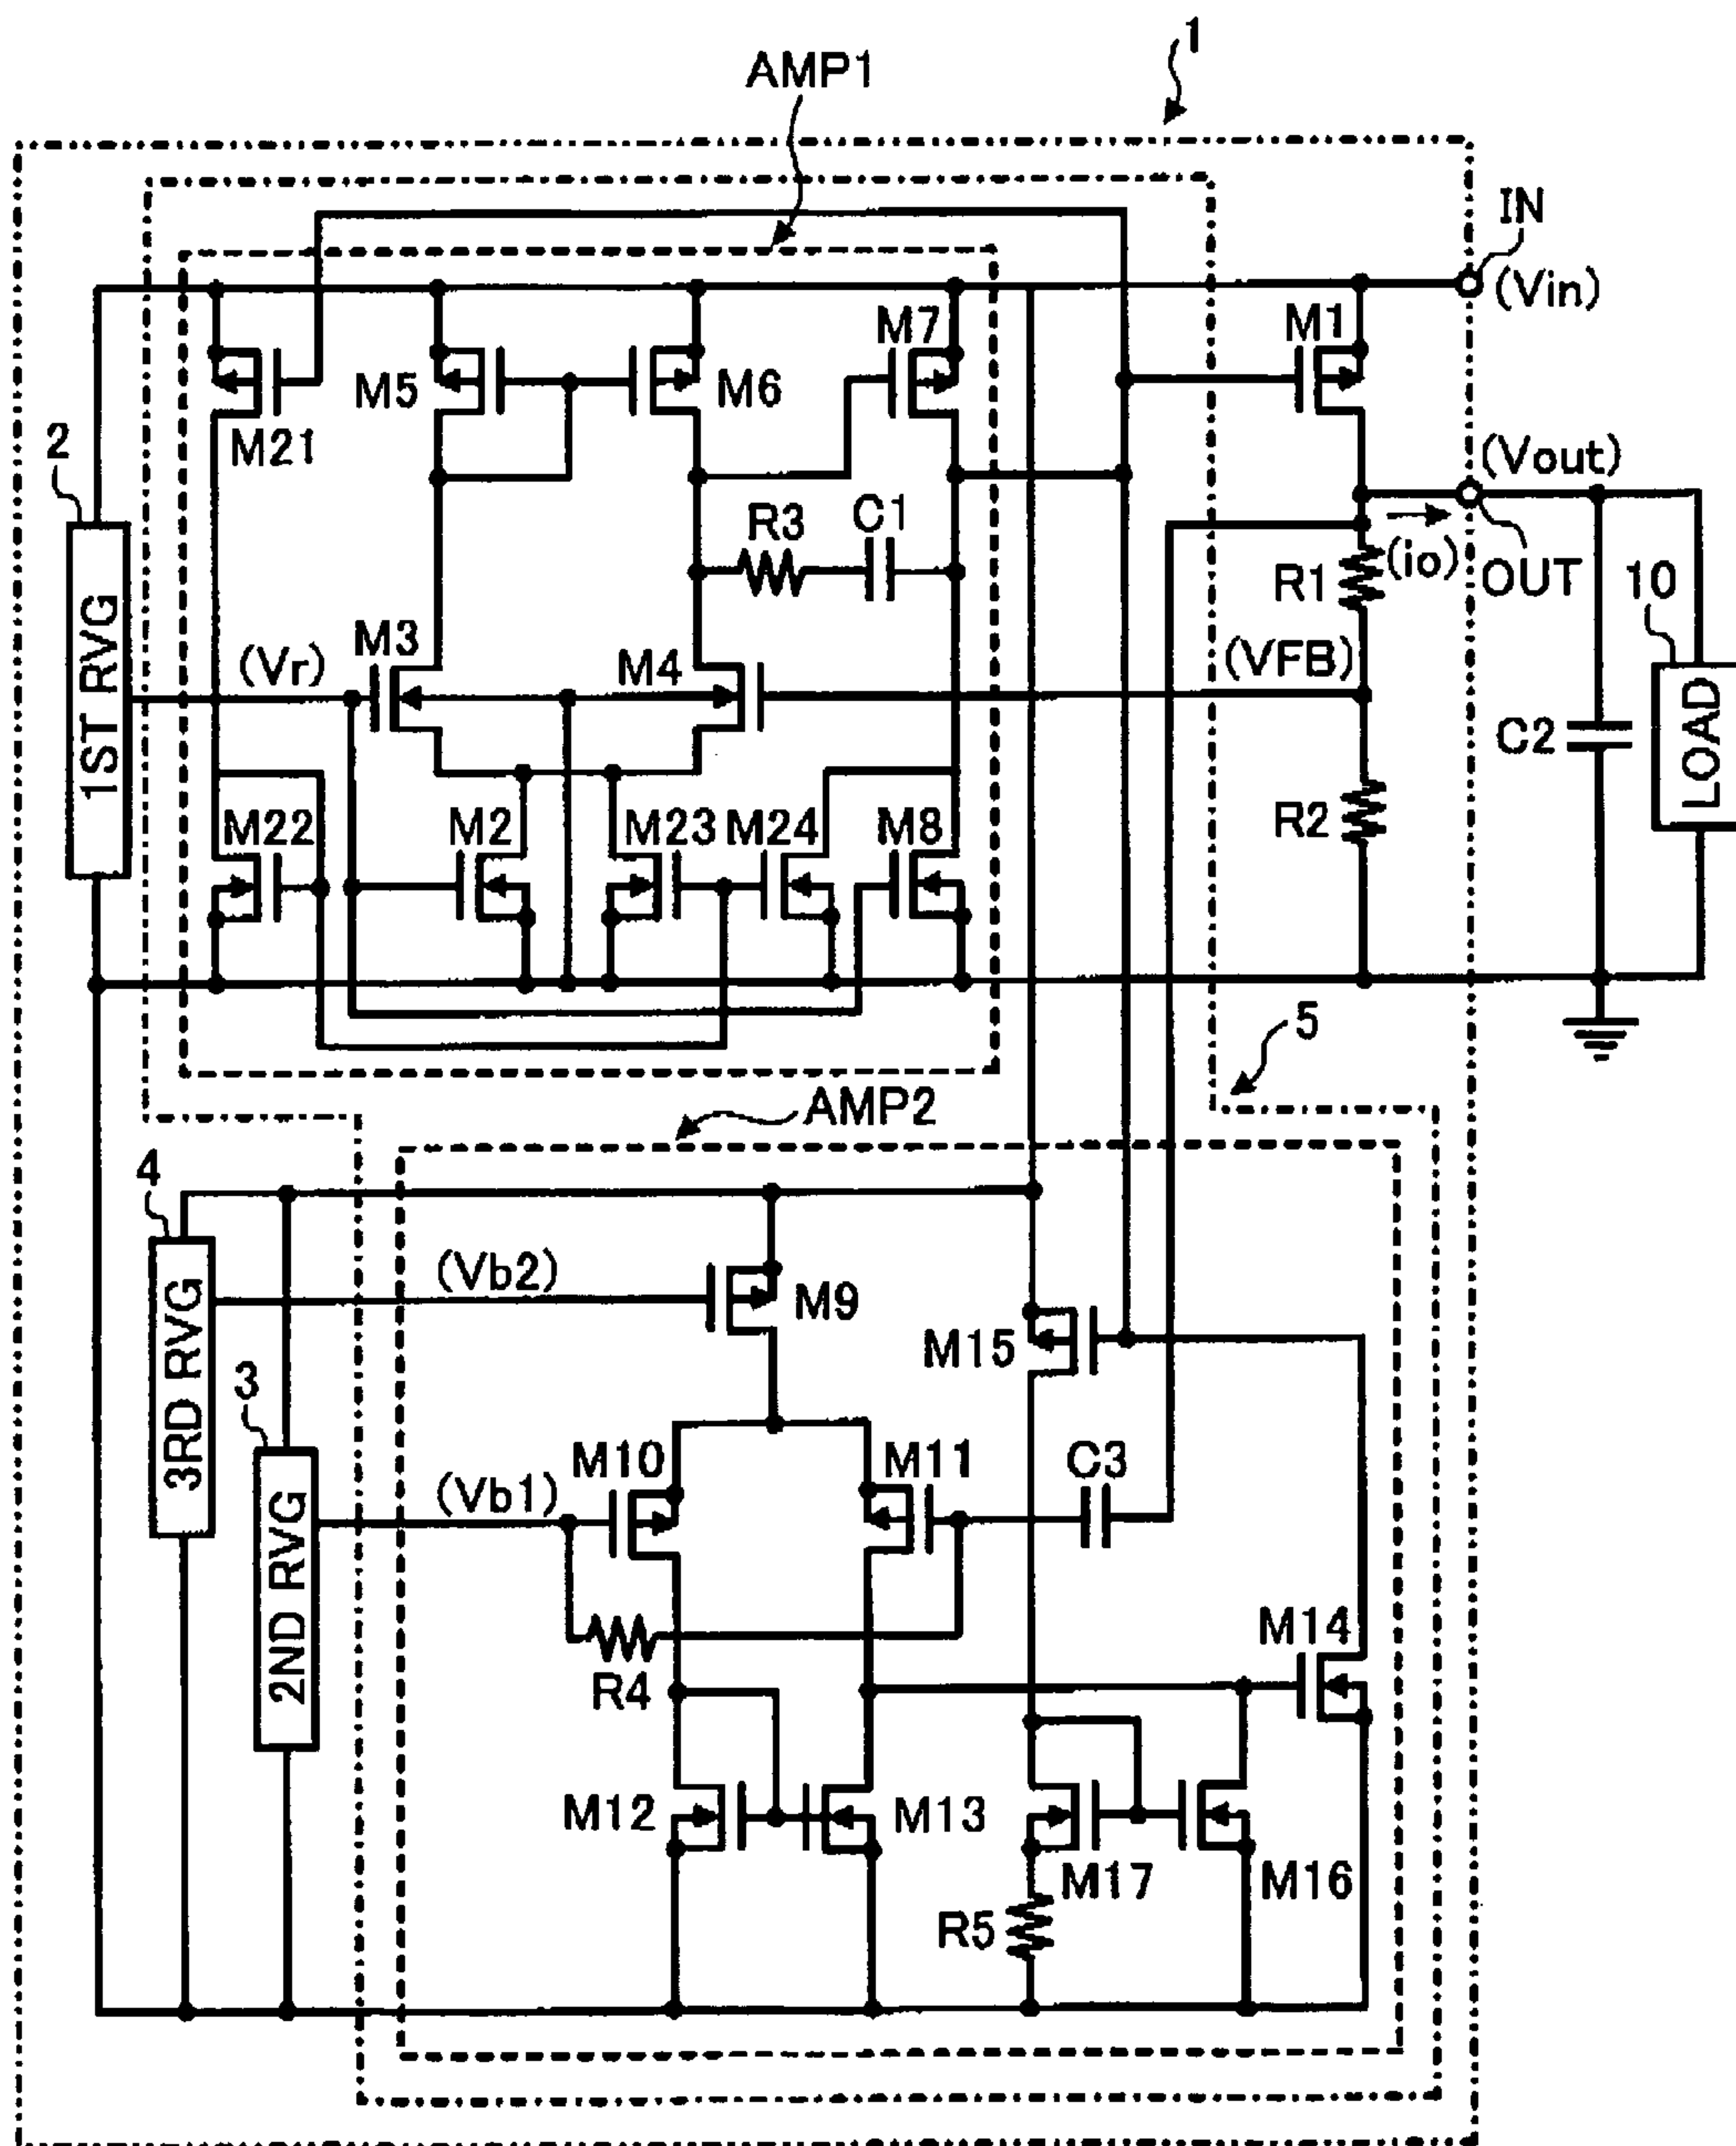 1
AMP1
IN
(Vin)
M7
M1
M5
M6
M21
2
(Vout)
R3
C1
(io)
OUT
R1
10
1ST RVG
(Vr)
M3
M4
(VFB)
C2
LOAD
M22
M2
M23
M24
M8
R2
5
AMP2
4
3RD RVG
(Vb2)
M9
M15
3
2ND RVG
(Vb1)
M10
M11
C3
R4
M14
M12
M13
M17
M16
R5